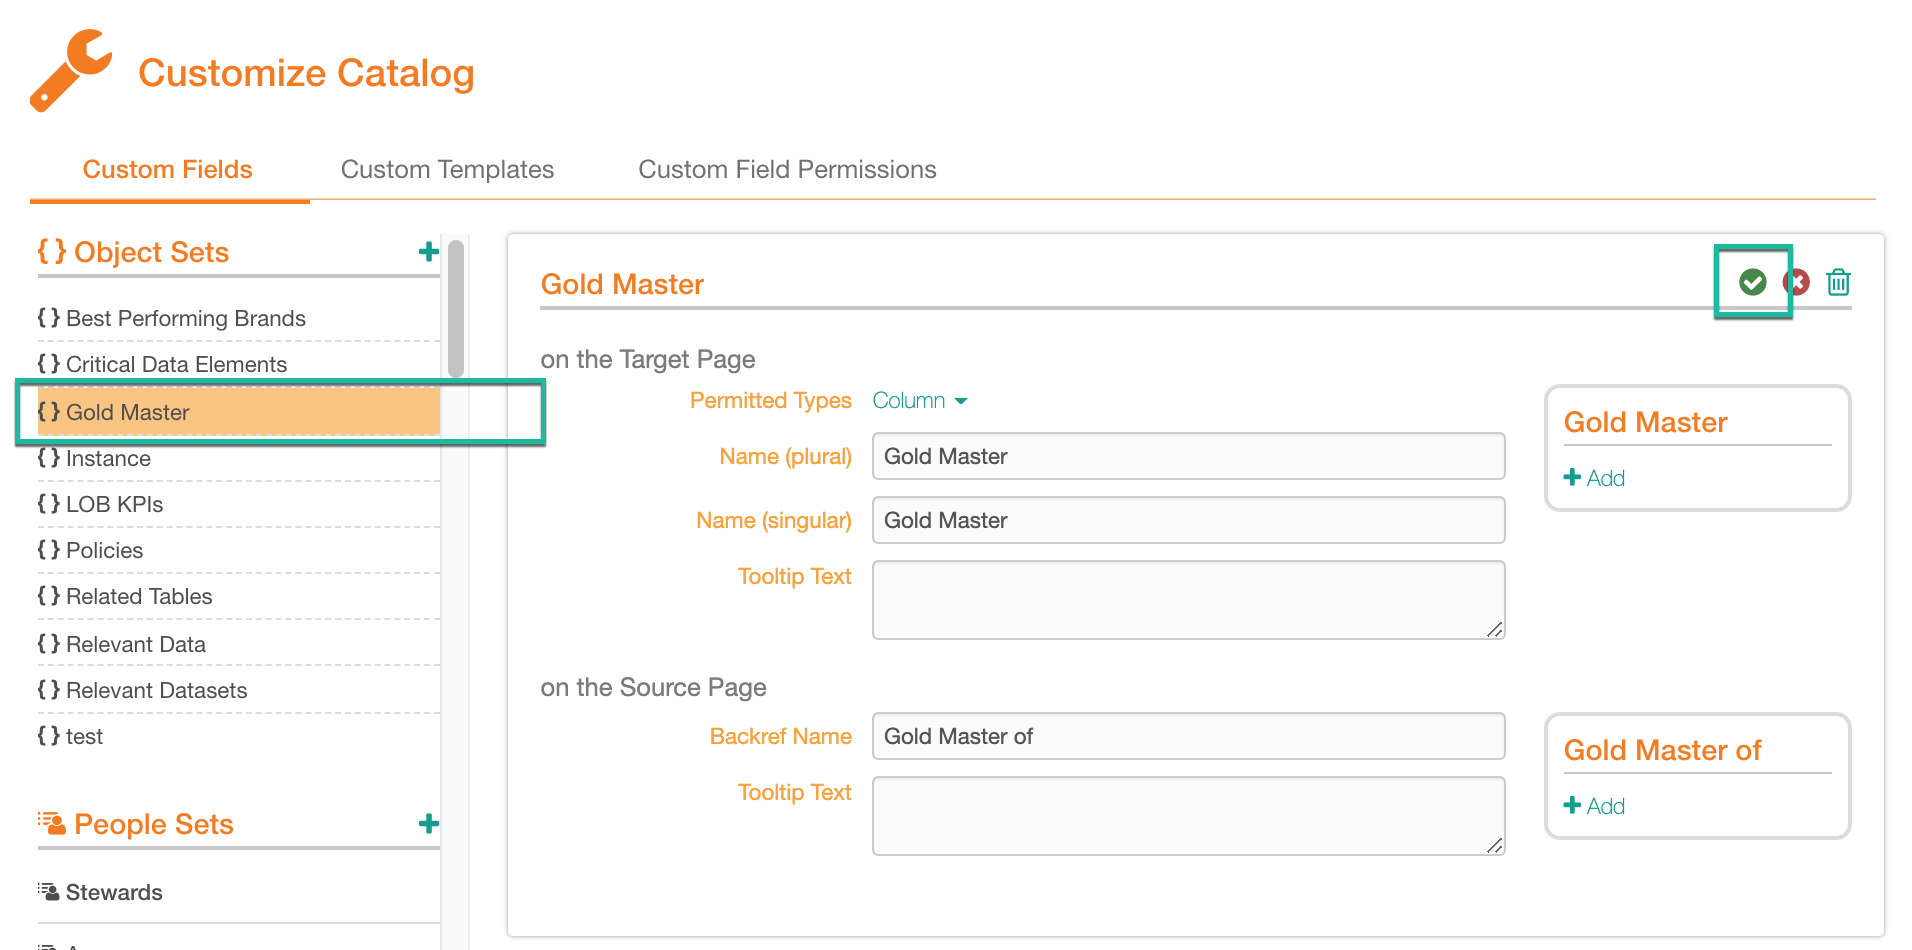 Customize Catalog
Custom Fields
Custom Templates
Custom Field Permissions
{ } Object Sets
{ } Best Performing Brands
{ } Critical Data Elements
{ } Gold Master
{ } Instance
{ } LOB KPIs
{ } Policies
{ } Related Tables
{ } Relevant Data
{ } Relevant Datasets
{ } test
People Sets
Stewards
Gold Master
on the Target Page
Permitted Types Column
Name (plural) Gold Master
Name (singular) Gold Master
Tooltip Text
Gold Master
Add
on the Source Page
Backref Name Gold Master of
Tooltip Text
Gold Master of
Add